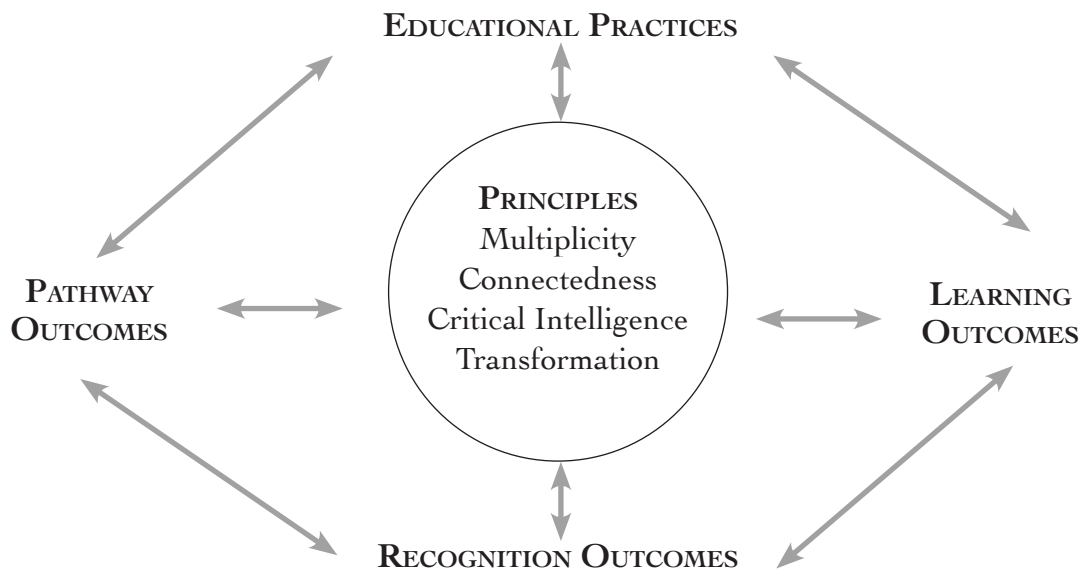 EDUCATIONAL PRACTICES
PRINCIPLES
Multiplicity
Connectedness
Critical Intelligence
Transformation
PATHWAY
OUTCOMES
LEARNING
OUTCOMES
RECOGNITION OUTCOMES